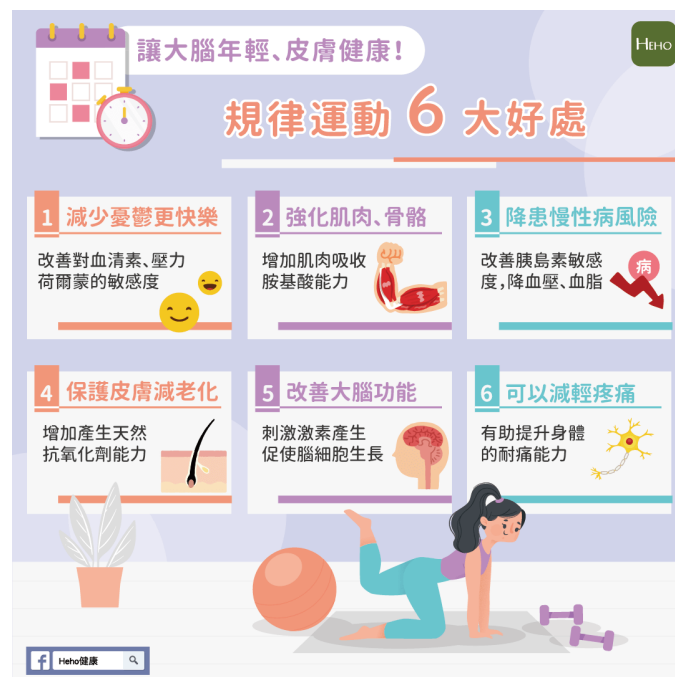 讓大腦年輕、皮膚健康!
HEHO
規律運動6大好處
1 減少憂鬱更快樂
改善對血清素、壓力
荷爾蒙的敏感度
2 強化肌肉、骨骼
增加肌肉吸收
胺基酸能力
3 降患慢性病風險
改善胰島素敏感
度,降血壓、血脂
病
4 保護皮膚減老化
增加產生天然
抗氧化劑能力
5 改善大腦功能
刺激激素產生
促使腦細胞生長
6 可以減輕疼痛
有助提升身體
的耐痛能力
f Heho健康